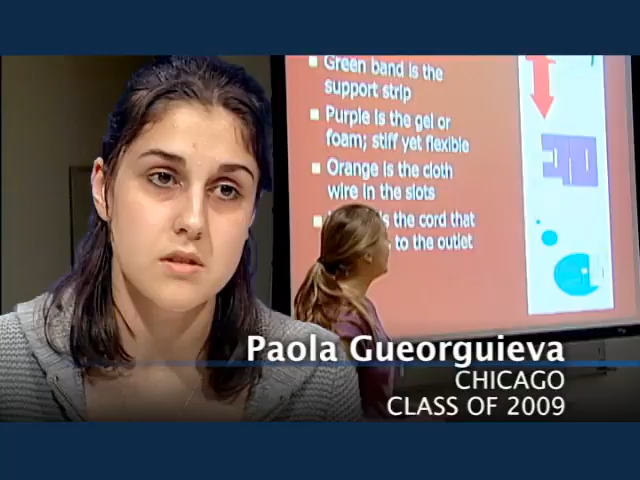 Green band is the
support strip
Purple is the gel or
foam; stiff yet flexible
Orange is the cloth
wire in the slots
is the cord that
to the outlet
Paola Gueorguieva
CHICAGO
CLASS OF 2009